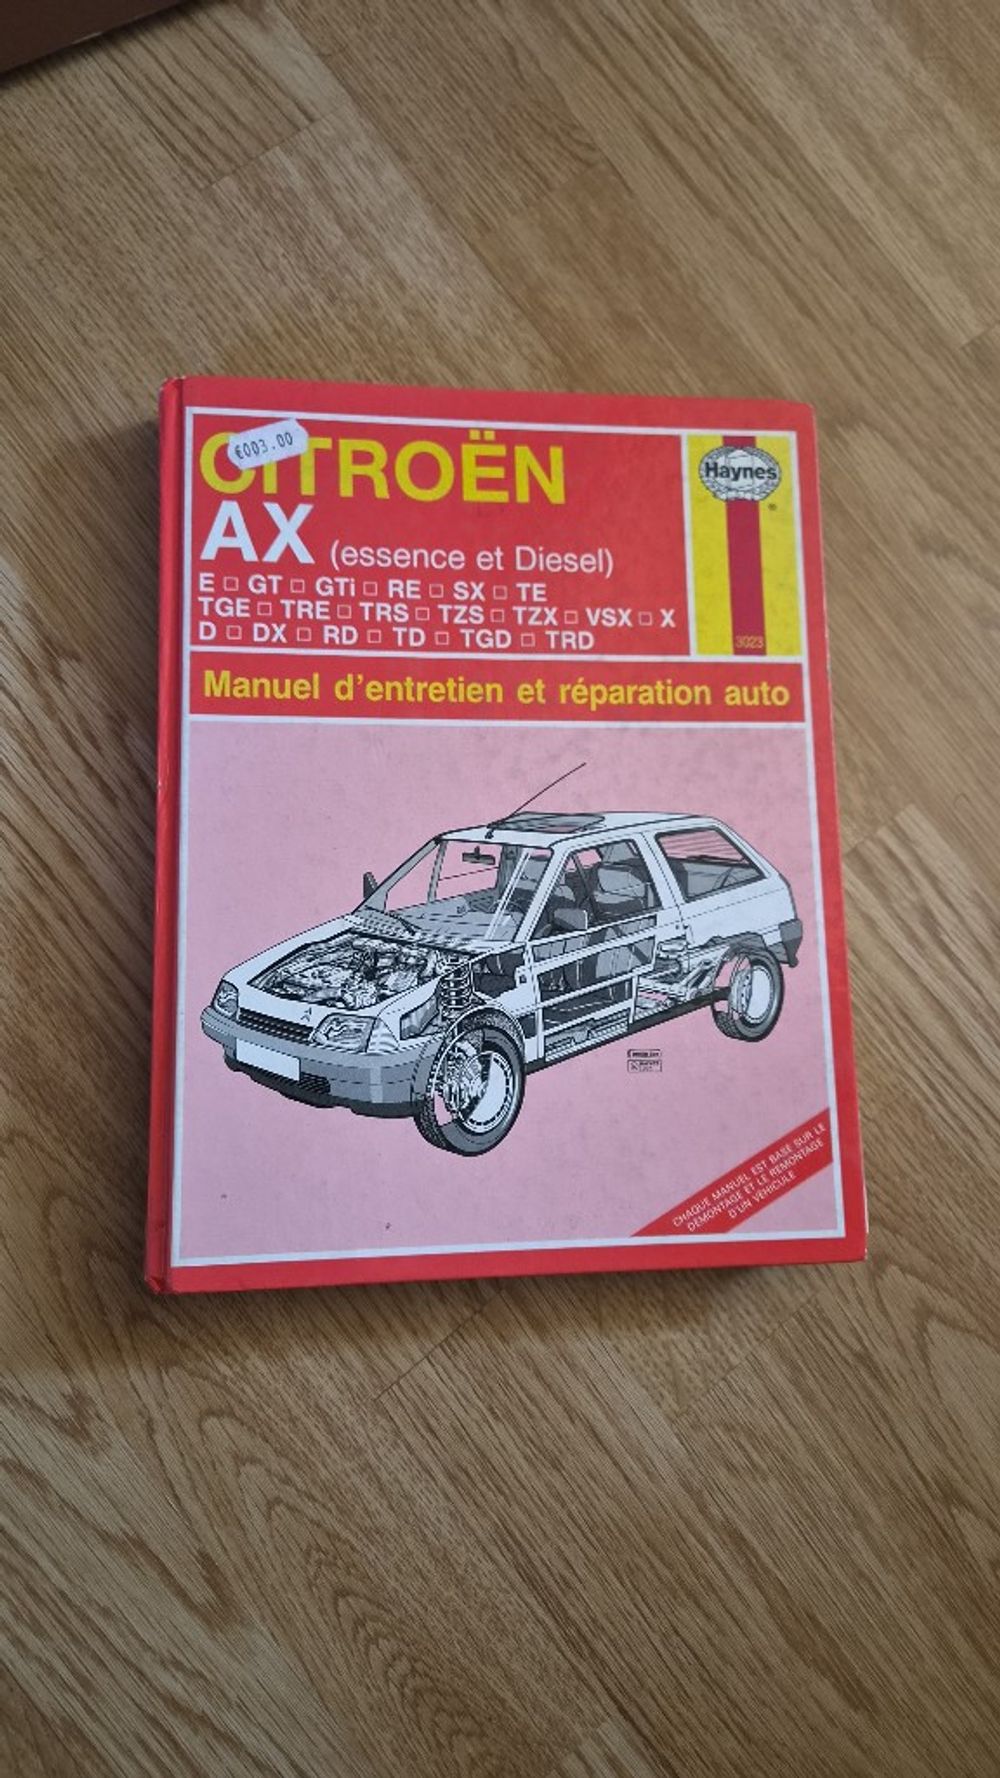 €003.00
CITROËN
AX (essence et Diesel)
E □ GT □ GTi □ RE □ SX □ TE
TGE □ TRE □ TRS □ TZS □ TZX □ VSX □ X
D □ DX □ RD □ TD □ TGD □ TRD
Haynes
®
3023
Manuel d'entretien et réparation auto
CHAQUE MANUEL EST BASÉ SUR LE
DÉMONTAGE ET LE REMONTAGE
D'UN VÉHICULE